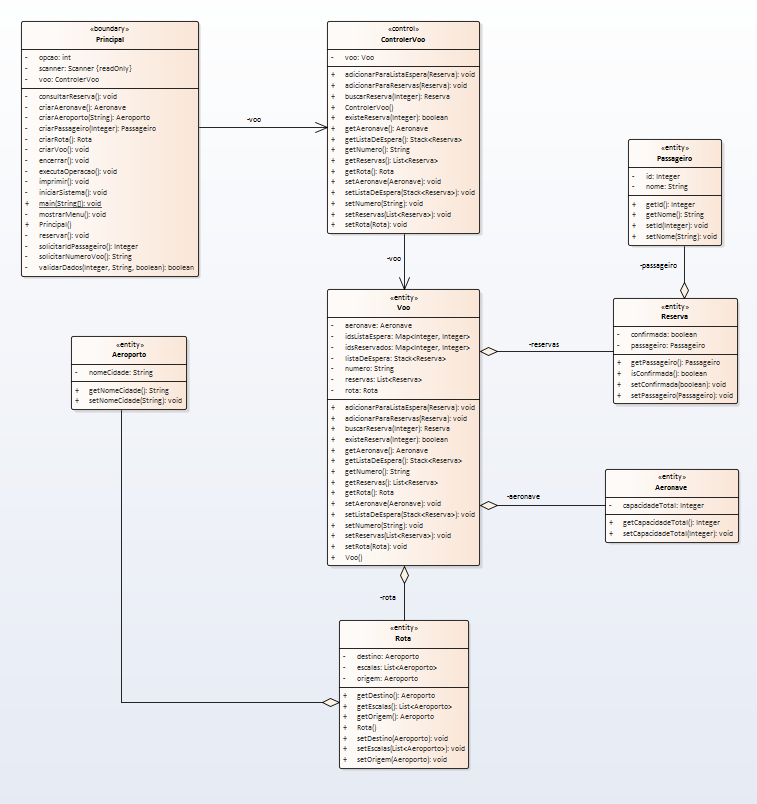 «boundary»
Principal
- opcao: int
- scanner: Scanner {readOnly}
- voo: ControlerVoo
- consultarReserva(): void
- criarAeronave(): Aeronave
- criarAeroporto(String): Aeroporto
- criarPassageiro(Integer): Passageiro
- criarRota(): Rota
- criarVoo(): void
- encerrar(): void
- executaOperacao(): void
- imprimir(): void
- iniciarSistema(): void
+ main(String[]): void
- mostrarMenu(): void
+ Principal()
- reservar(): void
- solicitarIdPassageiro(): Integer
- solicitarNumeroVoo(): String
- validarDados(Integer, String, boolean): boolean
-voo
«control»
ControlerVoo
- voo: Voo
+ adicionarParaListaEspera(Reserva): void
+ adicionarParaReservas(Reserva): void
+ buscarReserva(Integer): Reserva
+ ControlerVoo()
+ existeReserva(Integer): boolean
+ getAeronave(): Aeronave
+ getListaDeEspera(): Stack<Reserva>
+ getNumero(): String
+ getReservas(): List<Reserva>
+ getRota(): Rota
+ setAeronave(Aeronave): void
+ setListaDeEspera(Stack<Reserva>): void
+ setNumero(String): void
+ setReservas(List<Reserva>): void
+ setRota(Rota): void
-voo
«entity»
Passageiro
- id: Integer
- nome: String
+ getId(): Integer
+ getNome(): String
+ setId(Integer): void
+ setNome(String): void
-passageiro
«entity»
Voo
- aeronave: Aeronave
- idsListaEspera: Map<Integer, Integer>
- idsReservados: Map<Integer, Integer>
- listaDeEspera: Stack<Reserva>
- numero: String
- reservas: List<Reserva>
- rota: Rota
+ adicionarParaListaEspera(Reserva): void
+ adicionarParaReservas(Reserva): void
+ buscarReserva(Integer): Reserva
+ existeReserva(Integer): boolean
+ getAeronave(): Aeronave
+ getListaDeEspera(): Stack<Reserva>
+ getNumero(): String
+ getReservas(): List<Reserva>
+ getRota(): Rota
+ setAeronave(Aeronave): void
+ setListaDeEspera(Stack<Reserva>): void
+ setNumero(String): void
+ setReservas(List<Reserva>): void
+ setRota(Rota): void
+ Voo()
-reservas
«entity»
Reserva
- confirmada: boolean
- passageiro: Passageiro
+ getPassageiro(): Passageiro
+ isConfirmada(): boolean
+ setConfirmada(boolean): void
+ setPassageiro(Passageiro): void
«entity»
Aeroporto
- nomeCidade: String
+ getNomeCidade(): String
+ setNomeCidade(String): void
-aeronave
«entity»
Aeronave
- capacidadeTotal: Integer
+ getCapacidadeTotal(): Integer
+ setCapacidadeTotal(Integer): void
-rota
«entity»
Rota
- destino: Aeroporto
- escalas: List<Aeroporto>
- origem: Aeroporto
+ getDestino(): Aeroporto
+ getEscalas(): List<Aeroporto>
+ getOrigem(): Aeroporto
+ Rota()
+ setDestino(Aeroporto): void
+ setEscalas(List<Aeroporto>): void
+ setOrigem(Aeroporto): void